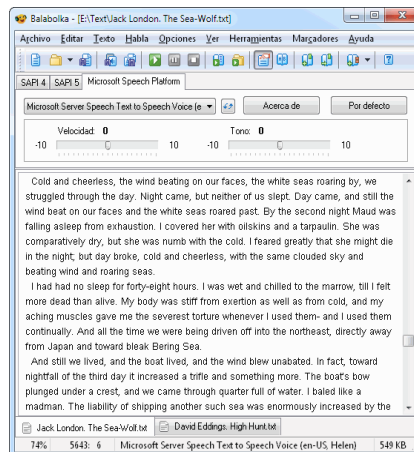 Balabolka - [E:\Text\Jack London. The Sea-Wolf.txt]
Archivo Editar Texto Habla Opciones Ver Herramientas Marcadores Ayuda
SAPI 4 SAPI 5 Microsoft Speech Platform
Microsoft Server Speech Text to Speech Voice (e Acerca de Por defecto
Velocidad: 0 Tono: 0
-10 10 -10 10
Cold and cheerless, the wind beating on our faces, the white seas roaring by, we
struggled through the day. Night came, but neither of us slept. Day came, and still the
wind beat on our faces and the white seas roared past. By the second night Maud was
falling asleep from exhaustion. I covered her with oilskins and a tarpaulin. She was
comparatively dry, but she was numb with the cold. I feared greatly that she might die
in the night; but day broke, cold and cheerless, with the same clouded sky and
beating wind and roaring seas.
I had had no sleep for forty-eight hours. I was wet and chilled to the marrow, till I felt
more dead than alive. My body was stiff from exertion as well as from cold, and my
aching muscles gave me the severest torture whenever I used them- and I used them
continually. And all the time we were being driven off into the northeast, directly away
from Japan and toward bleak Bering Sea.
And still we lived, and the boat lived, and the wind blew unabated. In fact, toward
nightfall of the third day it increased a trifle and something more. The boat's bow
plunged under a crest, and we came through quarter full of water. I baled like a
madman. The liability of shipping another such sea was enormously increased by the
Jack London. The Sea-Wolf.txt David Eddings. High Hunt.txt
74% 5643: 6 Microsoft Server Speech Text to Speech Voice (en-US, Helen) 549 KB